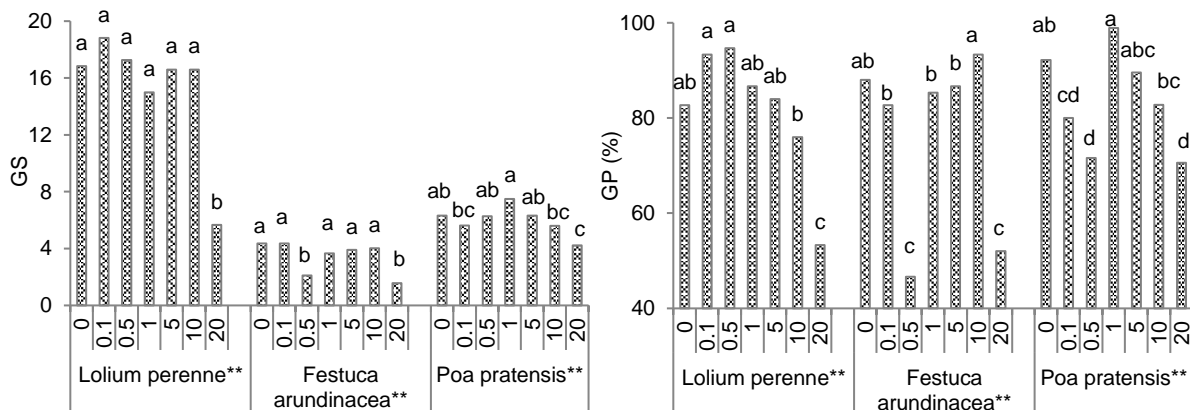 20
16
12
8
4
0
GS
a a a a a a b
a a b a a a b
ab bc ab a ab bc c
0 0.1 0.5 1 5 10 20 0 0.1 0.5 1 5 10 20 0 0.1 0.5 1 5 10 20
Lolium perenne** Festuca Poa pratensis**
arundinacea**
100
80
60
40
GP (%)
ab a a ab ab b c
ab b c b b a c
ab cd d a abc bc d
0 0.1 0.5 1 5 10 20 0 0.1 0.5 1 5 10 20 0 0.1 0.5 1 5 10 20
Lolium perenne** Festuca Poa pratensis**
arundinacea**